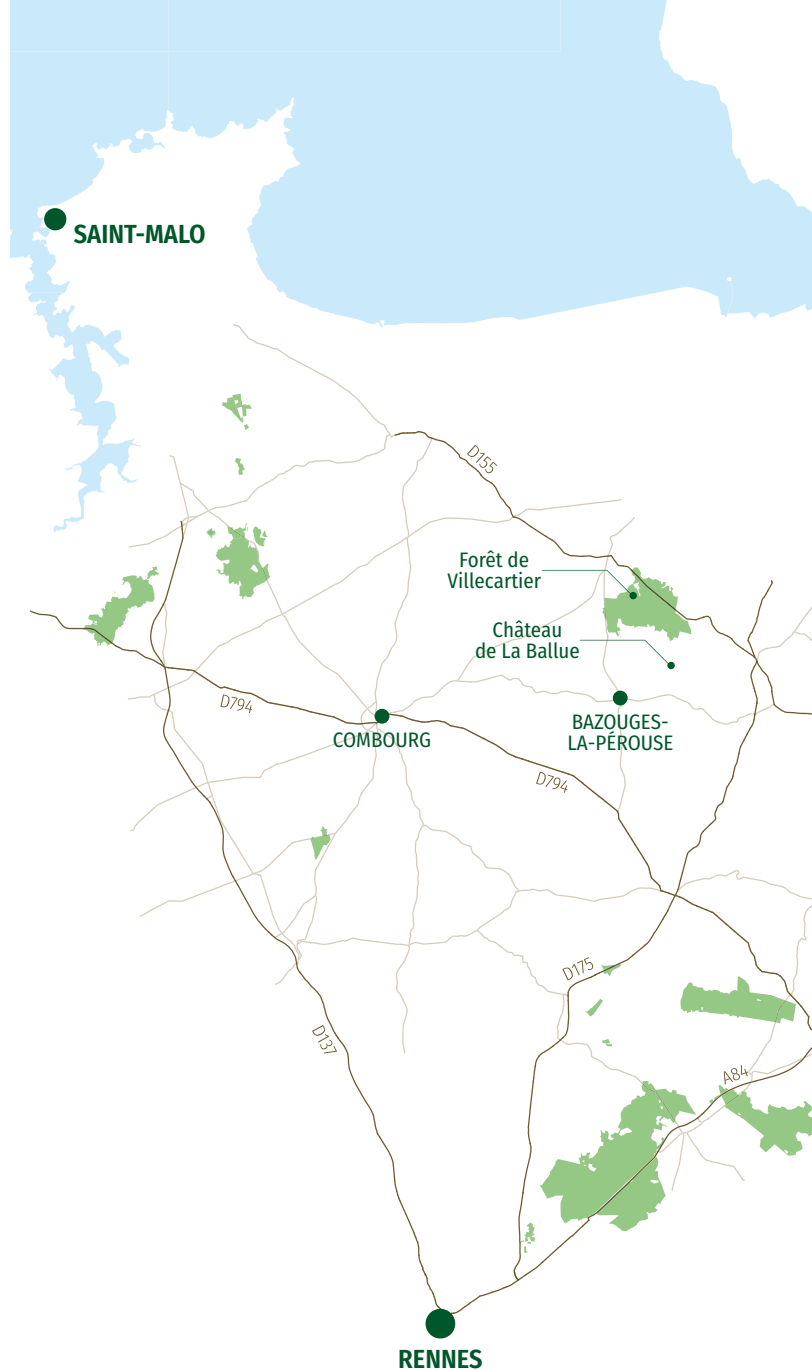 SAINT-MALO
D155
Forêt de
Villecartier
Château
de La Ballue
D794
COMBOURG
BAZOUGES-
LA-PÉROUSE
D794
D175
D137
A84
RENNES